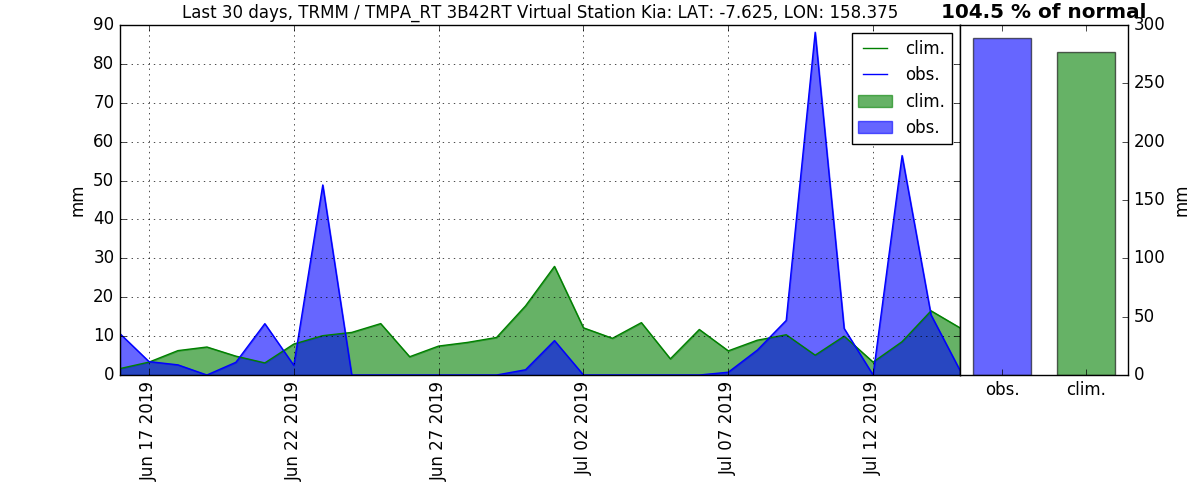 Last 30 days, TRMM / TMPA_RT 3B42RT Virtual Station Kia: LAT: -7.625, LON: 158.375
104.5 % of normal
90
80
70
60
50
40
30
20
10
0
mm
clim.
obs.
clim.
obs.
Jun 17 2019
Jun 22 2019
Jun 27 2019
Jul 02 2019
Jul 07 2019
Jul 12 2019
300
250
200
150
100
50
0
mm
obs.
clim.